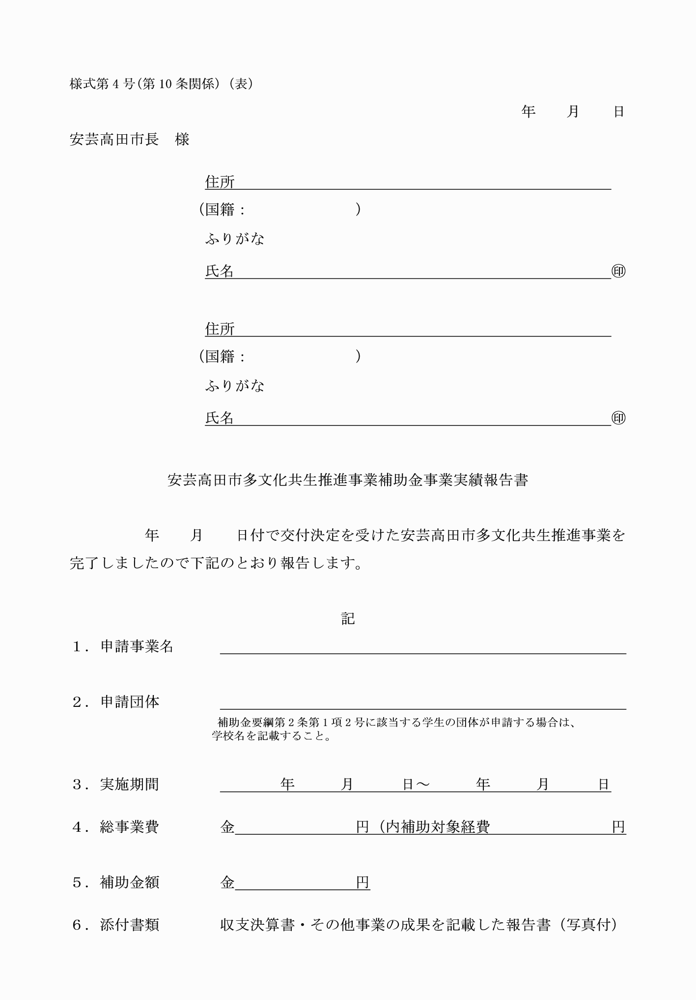 様式第4号(第10条関係)(表)
年　　月　　日
安芸高田市長　様
住所
(国籍：　　　　　　　)
ふりがな
氏名　　　　　　　　　　　　　　　　　　　　　　　　　㊞
住所
(国籍：　　　　　　　)
ふりがな
氏名　　　　　　　　　　　　　　　　　　　　　　　　　㊞
安芸高田市多文化共生推進事業補助金事業実績報告書
年　　月　　日付で交付決定を受けた安芸高田市多文化共生推進事業を
完了しましたので下記のとおり報告します。
記
１．申請事業名
２．申請団体
補助金要綱第2条第1項2号に該当する学生の団体が申請する場合は、
学校名を記載すること。
３．実施期間　　　　　　　　年　　　月　　　日～　　　年　　　月　　　日
４．総事業費　　　　金　　　　　　　　円（内補助対象経費　　　　　　　　円
５．補助金額　　　　金　　　　　　　　円
６．添付書類　　　　収支決算書・その他事業の成果を記載した報告書（写真付）